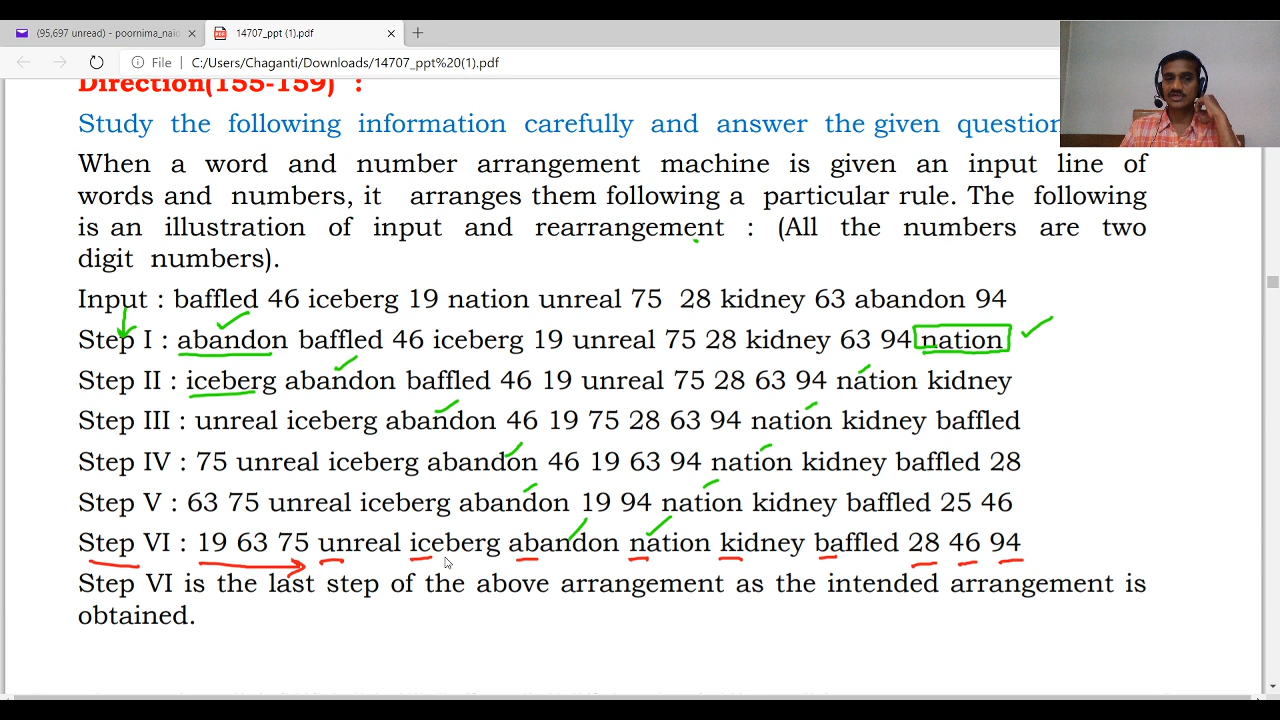 (95,697 unread) - poornima_naid
14707_ppt (1).pdf
File | C:/Users/Chaganti/Downloads/14707_ppt%20(1).pdf
Direction(155-159) :
Study the following information carefully and answer the given question
When a word and number arrangement machine is given an input line of
words and numbers, it arranges them following a particular rule. The following
is an illustration of input and rearrangement : (All the numbers are two
digit numbers).
Input : baffled 46 iceberg 19 nation unreal 75 28 kidney 63 abandon 94
Step I : abandon baffled 46 iceberg 19 unreal 75 28 kidney 63 94 nation
Step II : iceberg abandon baffled 46 19 unreal 75 28 63 94 nation kidney
Step III : unreal iceberg abandon 46 19 75 28 63 94 nation kidney baffled
Step IV : 75 unreal iceberg abandon 46 19 63 94 nation kidney baffled 28
Step V : 63 75 unreal iceberg abandon 19 94 nation kidney baffled 25 46
Step VI : 19 63 75 unreal iceberg abandon nation kidney baffled 28 46 94
Step VI is the last step of the above arrangement as the intended arrangement is
obtained.